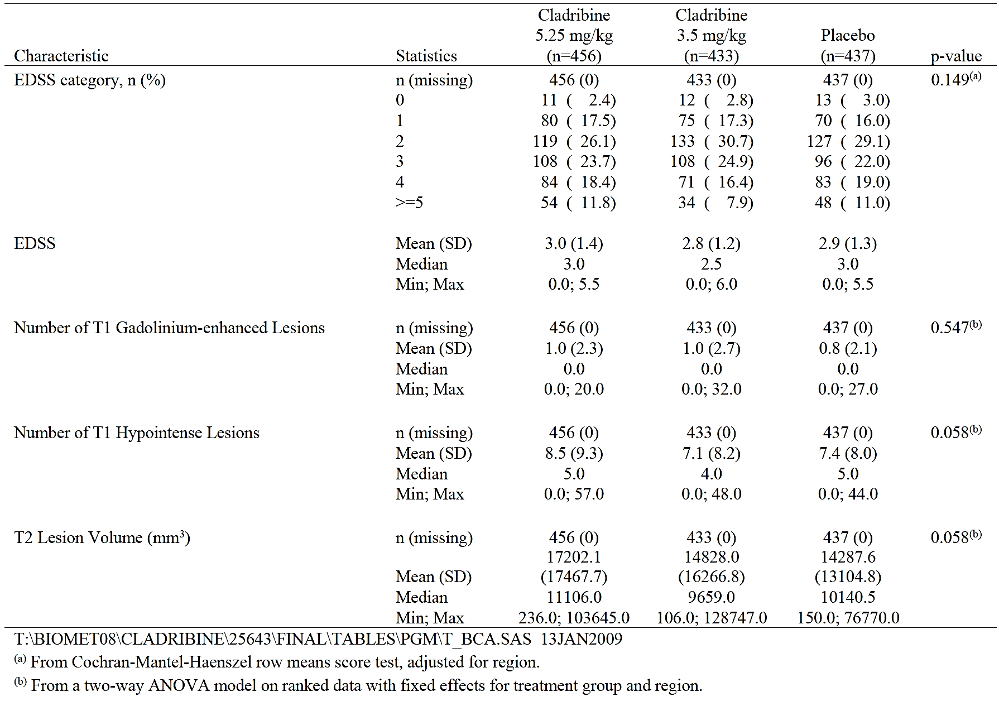 Cladribine Cladribine
5.25 mg/kg 3.5 mg/kg Placebo
Characteristic Statistics (n=456) (n=433) (n=437) p-value
EDSS category, n (%) n (missing) 456 (0) 433 (0) 437 (0) 0.149(a)
0 11 ( 2.4) 12 ( 2.8) 13 ( 3.0)
1 80 ( 17.5) 75 ( 17.3) 70 ( 16.0)
2 119 ( 26.1) 133 ( 30.7) 127 ( 29.1)
3 108 ( 23.7) 108 ( 24.9) 96 ( 22.0)
4 84 ( 18.4) 71 ( 16.4) 83 ( 19.0)
>=5 54 ( 11.8) 34 ( 7.9) 48 ( 11.0)
EDSS Mean (SD) 3.0 (1.4) 2.8 (1.2) 2.9 (1.3)
Median 3.0 2.5 3.0
Min; Max 0.0; 5.5 0.0; 6.0 0.0; 5.5
Number of T1 Gadolinium-enhanced Lesions n (missing) 456 (0) 433 (0) 437 (0) 0.547(b)
Mean (SD) 1.0 (2.3) 1.0 (2.7) 0.8 (2.1)
Median 0.0 0.0 0.0
Min; Max 0.0; 20.0 0.0; 32.0 0.0; 27.0
Number of T1 Hypointense Lesions n (missing) 456 (0) 433 (0) 437 (0) 0.058(b)
Mean (SD) 8.5 (9.3) 7.1 (8.2) 7.4 (8.0)
Median 5.0 4.0 5.0
Min; Max 0.0; 57.0 0.0; 48.0 0.0; 44.0
T2 Lesion Volume (mm³) n (missing) 456 (0) 433 (0) 437 (0) 0.058(b)
17202.1 14828.0 14287.6
Mean (SD) (17467.7) (16266.8) (13104.8)
Median 11106.0 9659.0 10140.5
Min; Max 236.0; 103645.0 106.0; 128747.0 150.0; 76770.0
T:\BIOMET08\CLADRIBINE\25643\FINAL\TABLES\PGM\T_BCA.SAS 13JAN2009
(a) From Cochran-Mantel-Haenszel row means score test, adjusted for region.
(b) From a two-way ANOVA model on ranked data with fixed effects for treatment group and region.